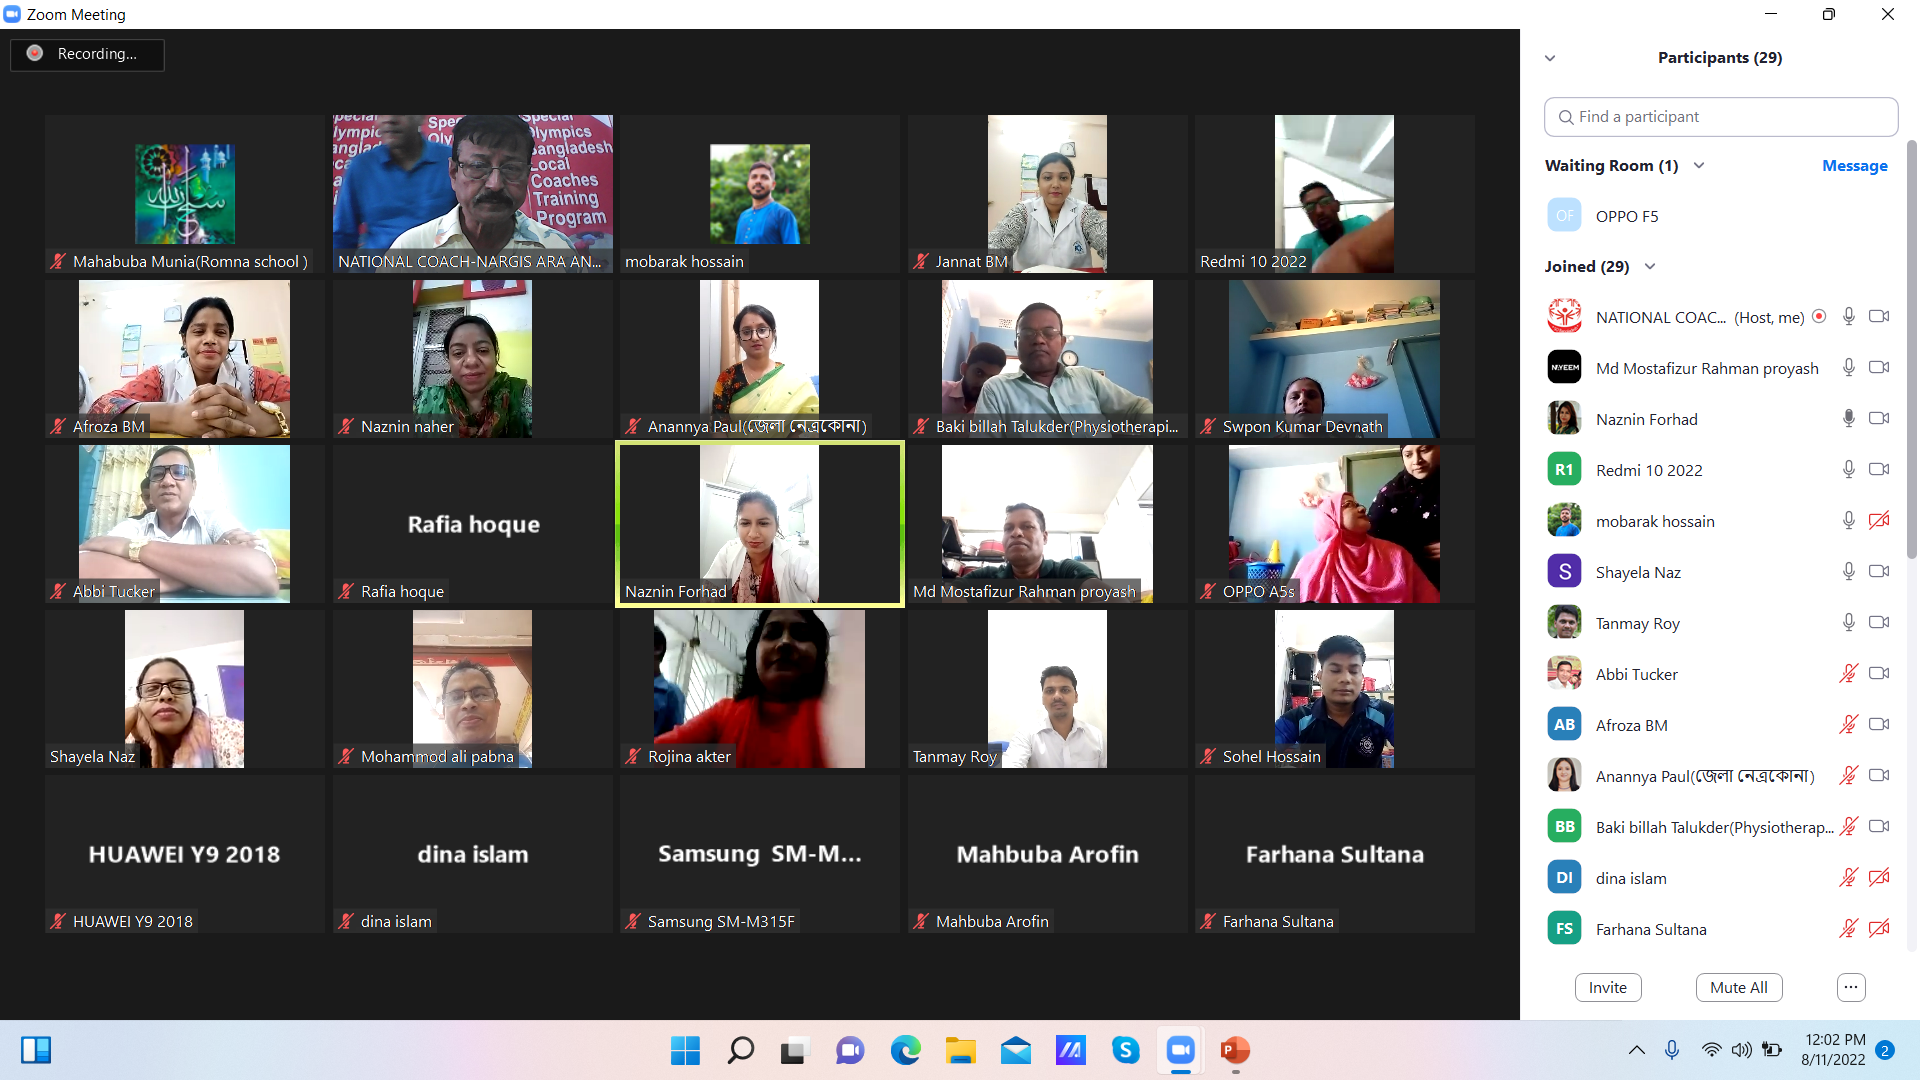 Zoom Meeting
Recording...
Mahabuba Munia(Romna school )
Special
Olympics
Bangladesh
Local
Coaches
Training
Program
NATIONAL COACH-NARGIS ARA AN...
mobarak hossain
Jannat BM
Redmi 10 2022
Afroza BM
Naznin naher
Anannya Paul(জেলা নেত্রকোনা)
Baki billah Talukder(Physiotherapi...
Swpon Kumar Devnath
Abbi Tucker
Rafia hoque
Rafia hoque
Naznin Forhad
Md Mostafizur Rahman proyash
OPPO A5s
Shayela Naz
Mohammod ali pabna
Rojina akter
Tanmay Roy
Sohel Hossain
HUAWEI Y9 2018
HUAWEI Y9 2018
dina islam
dina islam
Samsung SM-M...
Samsung SM-M315F
Mahbuba Arofin
Mahbuba Arofin
Farhana Sultana
Farhana Sultana
Participants (29)
Find a participant
Waiting Room (1) Message
OF OPPO F5
Joined (29)
NATIONAL COAC... (Host, me)
NAYEEM Md Mostafizur Rahman proyash
Naznin Forhad
R1 Redmi 10 2022
mobarak hossain
S Shayela Naz
Tanmay Roy
Abbi Tucker
AB Afroza BM
Anannya Paul(জেলা নেত্রকোনা)
BB Baki billah Talukder(Physiotherap...
DI dina islam
FS Farhana Sultana
Invite Mute All ...
12:02 PM
8/11/2022 2